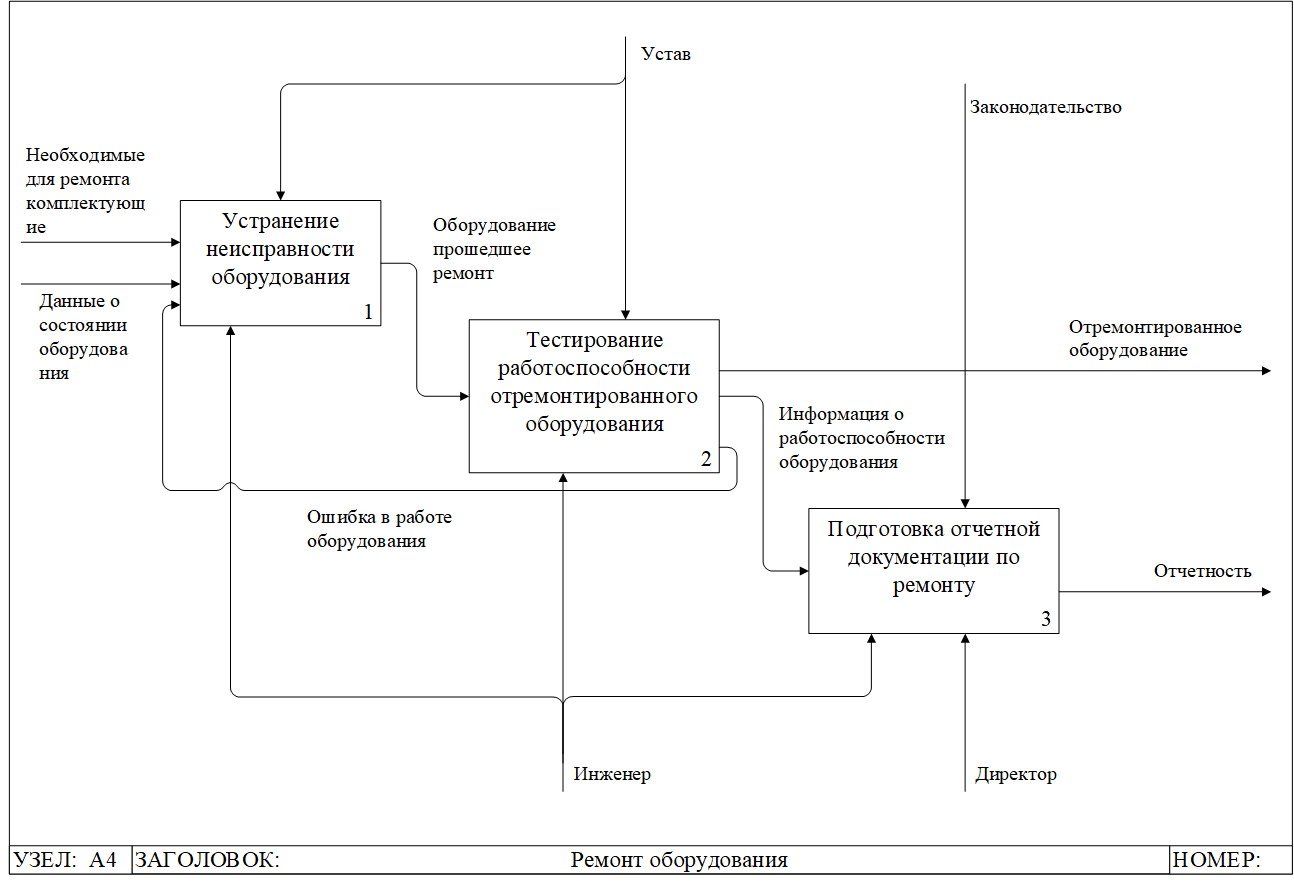 Устав
Законодательство
Необходимые
для ремонта
комплектующ
ие
Устранение
неисправности
оборудования
1
Оборудование
прошедшее
ремонт
Данные о
состоянии
оборудова
ния
Тестирование
работоспособности
отремонтированного
оборудования
2
Отремонтированное
оборудование
Информация о
работоспособности
оборудования
Ошибка в работе
оборудования
Подготовка отчетной
документации по
ремонту
3
Отчетность
Инженер
Директор
УЗЕЛ: А4 ЗАГОЛОВОК: Ремонт оборудования НОМЕР: